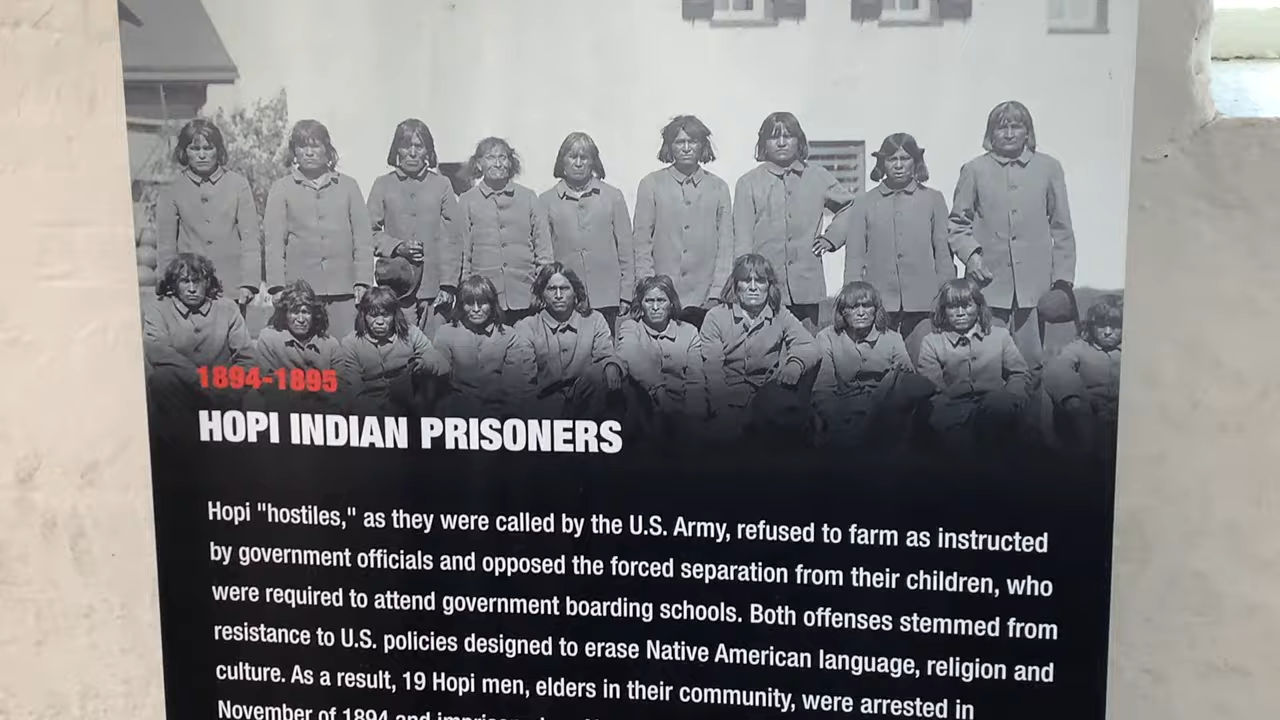 1894-1895
HOPI INDIAN PRISONERS
Hopi "hostiles," as they were called by the U.S. Army, refused to farm as instructed
by government officials and opposed the forced separation from their children, who
were required to attend government boarding schools. Both offenses stemmed from
resistance to U.S. policies designed to erase Native American language, religion and
culture. As a result, 19 Hopi men, elders in their community, were arrested in
November of 1894 and